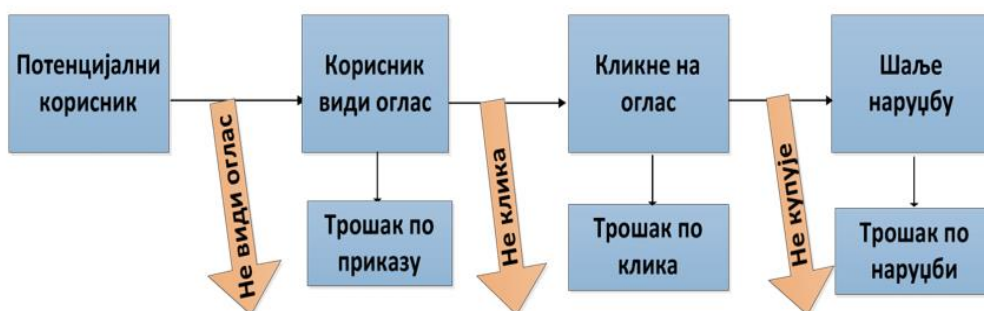 Потенцијални
корисник
Корисник
види оглас
Кликне на
оглас
Шаље
наруџбу
Не види оглас
Не клика
Не купује
Трошак по
приказу
Трошак по
клика
Трошак по
наруџби